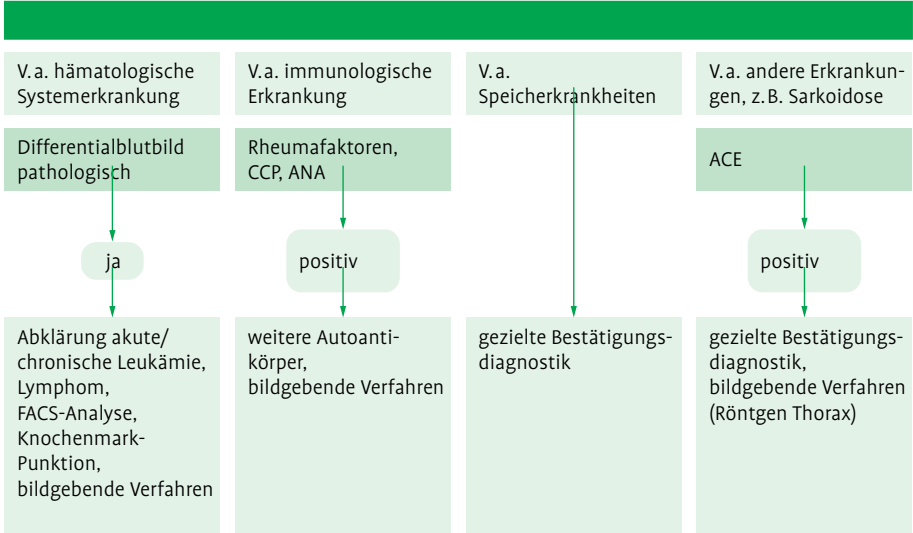 V. a. hämatologische
Systemerkrankung
Differentialblutbild
pathologisch
ja
Abklärung akute/
chronische Leukämie,
Lymphom,
FACS-Analyse,
Knochenmark-
Punktion,
bildgebende Verfahren
V. a. immunologische
Erkrankung
Rheumafaktoren,
CCP, ANA
positiv
weitere Autoanti-
körper,
bildgebende Verfahren
V. a.
Speicherkrankheiten
gezielte Bestätigungs-
diagnostik
V. a. andere Erkrankun-
gen, z. B. Sarkoidose
ACE
positiv
gezielte Bestätigungs-
diagnostik,
bildgebende Verfahren
(Röntgen Thorax)